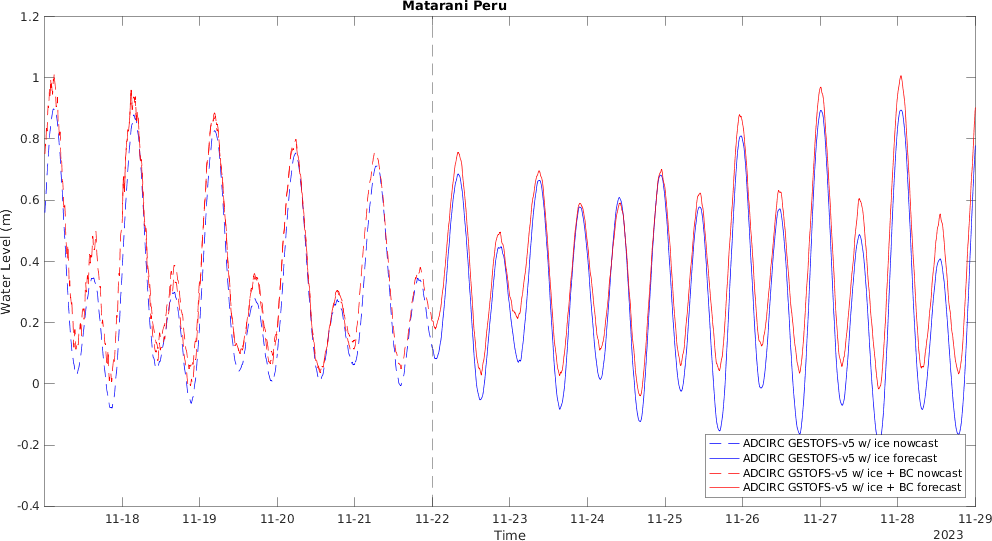 Matarani Peru
1.2
1
0.8
0.6
0.4
0.2
0
-0.2
-0.4
Water Level (m)
ADCIRC GESTOFS-v5 w/ ice nowcast
ADCIRC GESTOFS-v5 w/ ice forecast
ADCIRC GSTOFS-v5 w/ ice + BC nowcast
ADCIRC GSTOFS-v5 w/ ice + BC forecast
11-18 11-19 11-20 11-21 11-22 11-23 11-24 11-25 11-26 11-27 11-28 11-29
Time
2023